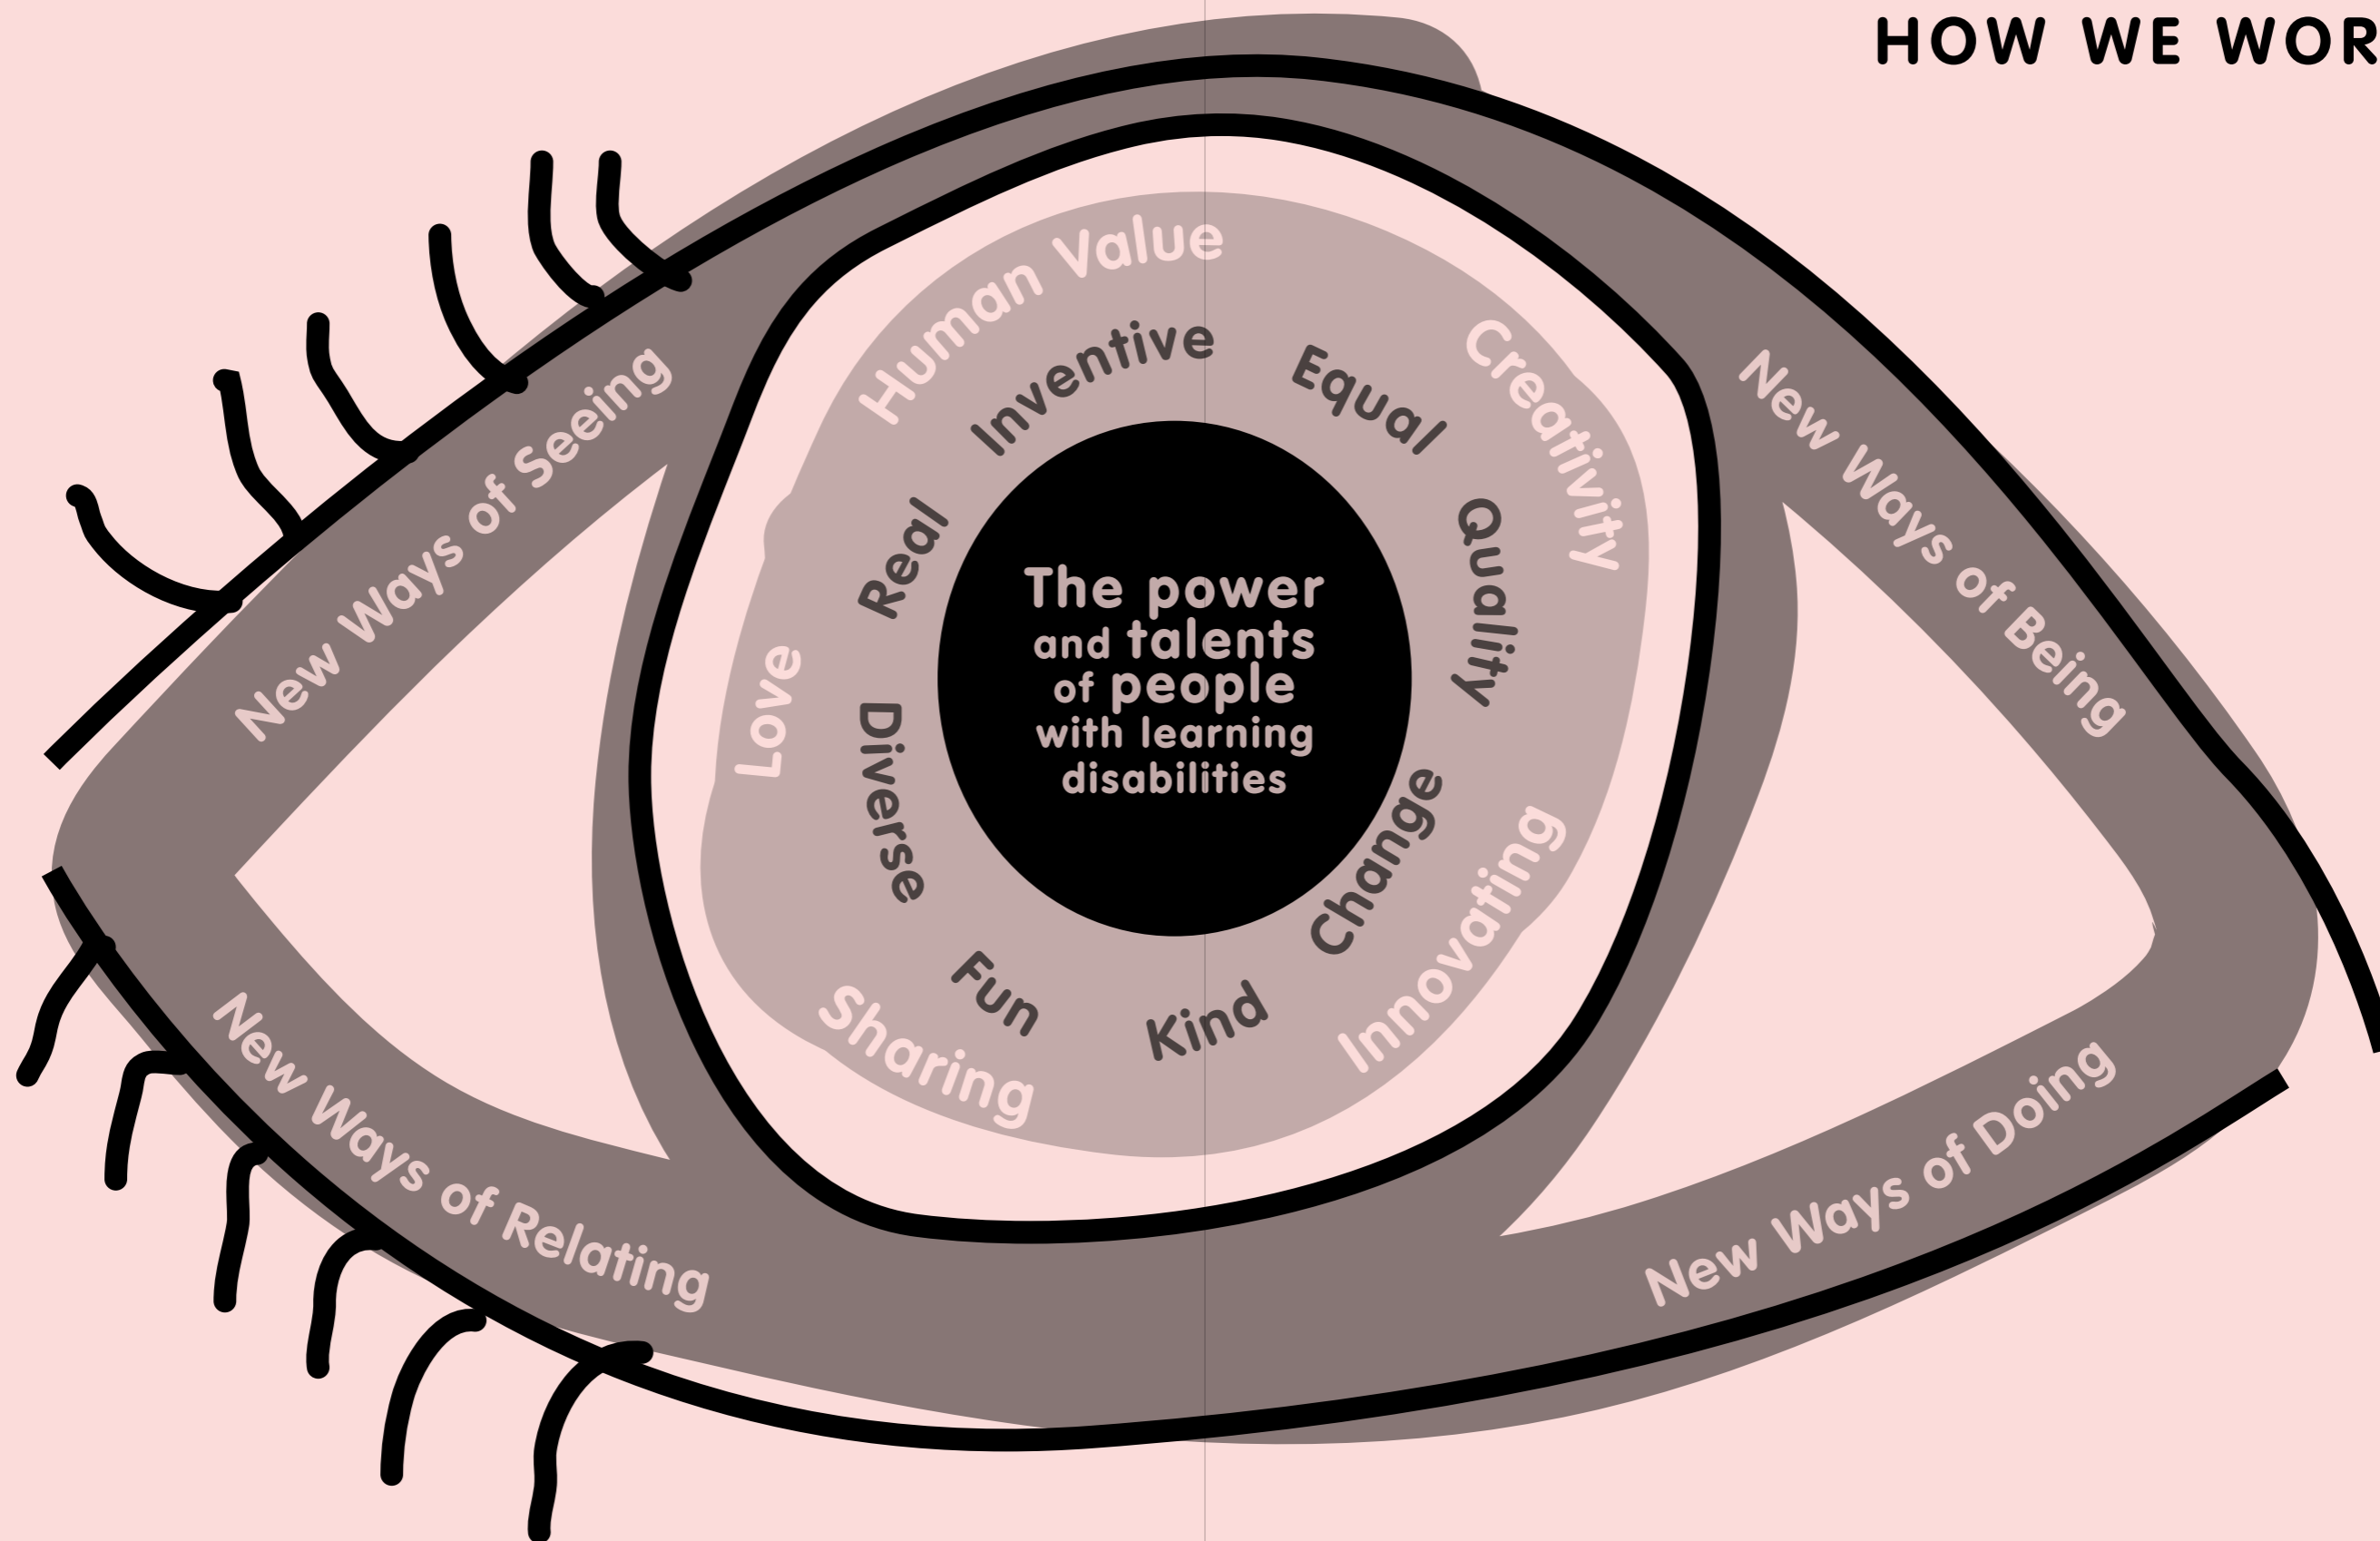 HOW WE WOR
New Ways of Seeing
New Ways of Being
New Ways of Relating
New Ways of Doing
Human Value
Creativity
Innovating
Sharing
Love
Inventive
Equal
Quality
Change
Kind
Fun
Diverse
Real
The power
and talents
of people
with learning
disabilities